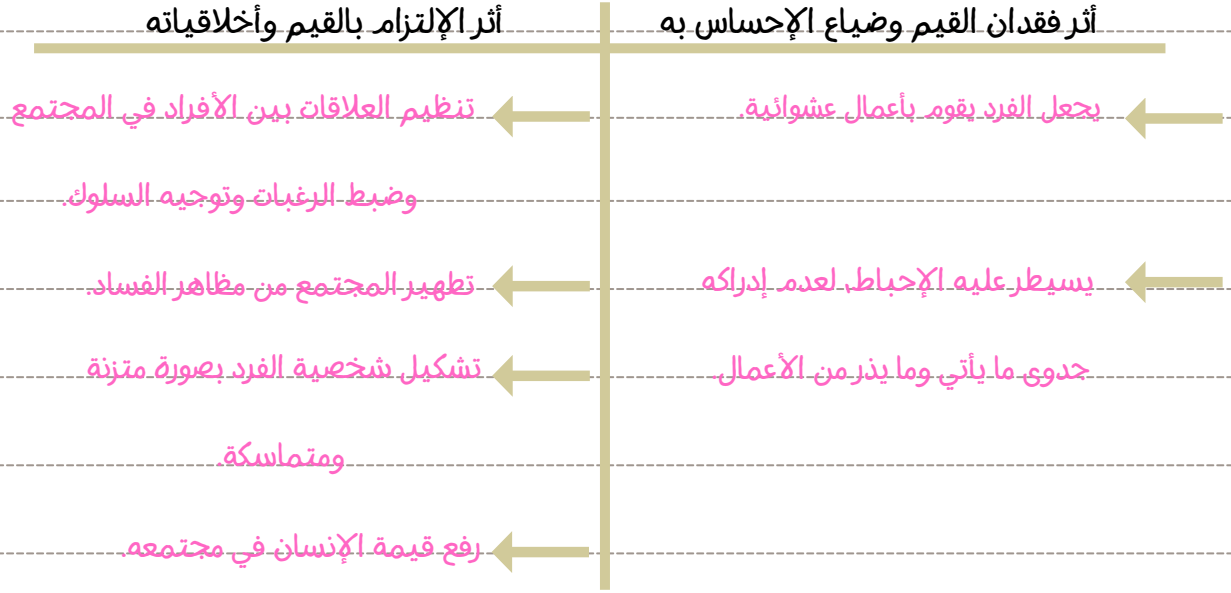 أثر فقدان القيم وضياع الإحساس به
يجعل الفرد يقوم بأعمال عشوائية.
يسيطر عليه الإحباط, لعدم إدراكه
جدوى ما يأتي وما يذر من الأعمال.
أثر الإلتزام بالقيم وأخلاقياته
تنظيم العلاقات بين الأفراد في المجتمع
وضبط الرغبات وتوجيه السلوك.
تطهير المجتمع من مظاهر الفساد.
تشكيل شخصية الفرد بصورة متزنة
ومتماسكة.
رفع قيمة الإنسان في مجتمعه.